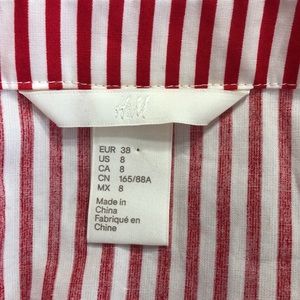 H&M
EUR 38
US 8
CA 8
CN 165/88A
MX 8
Made in
China
Fabriqué en
Chine